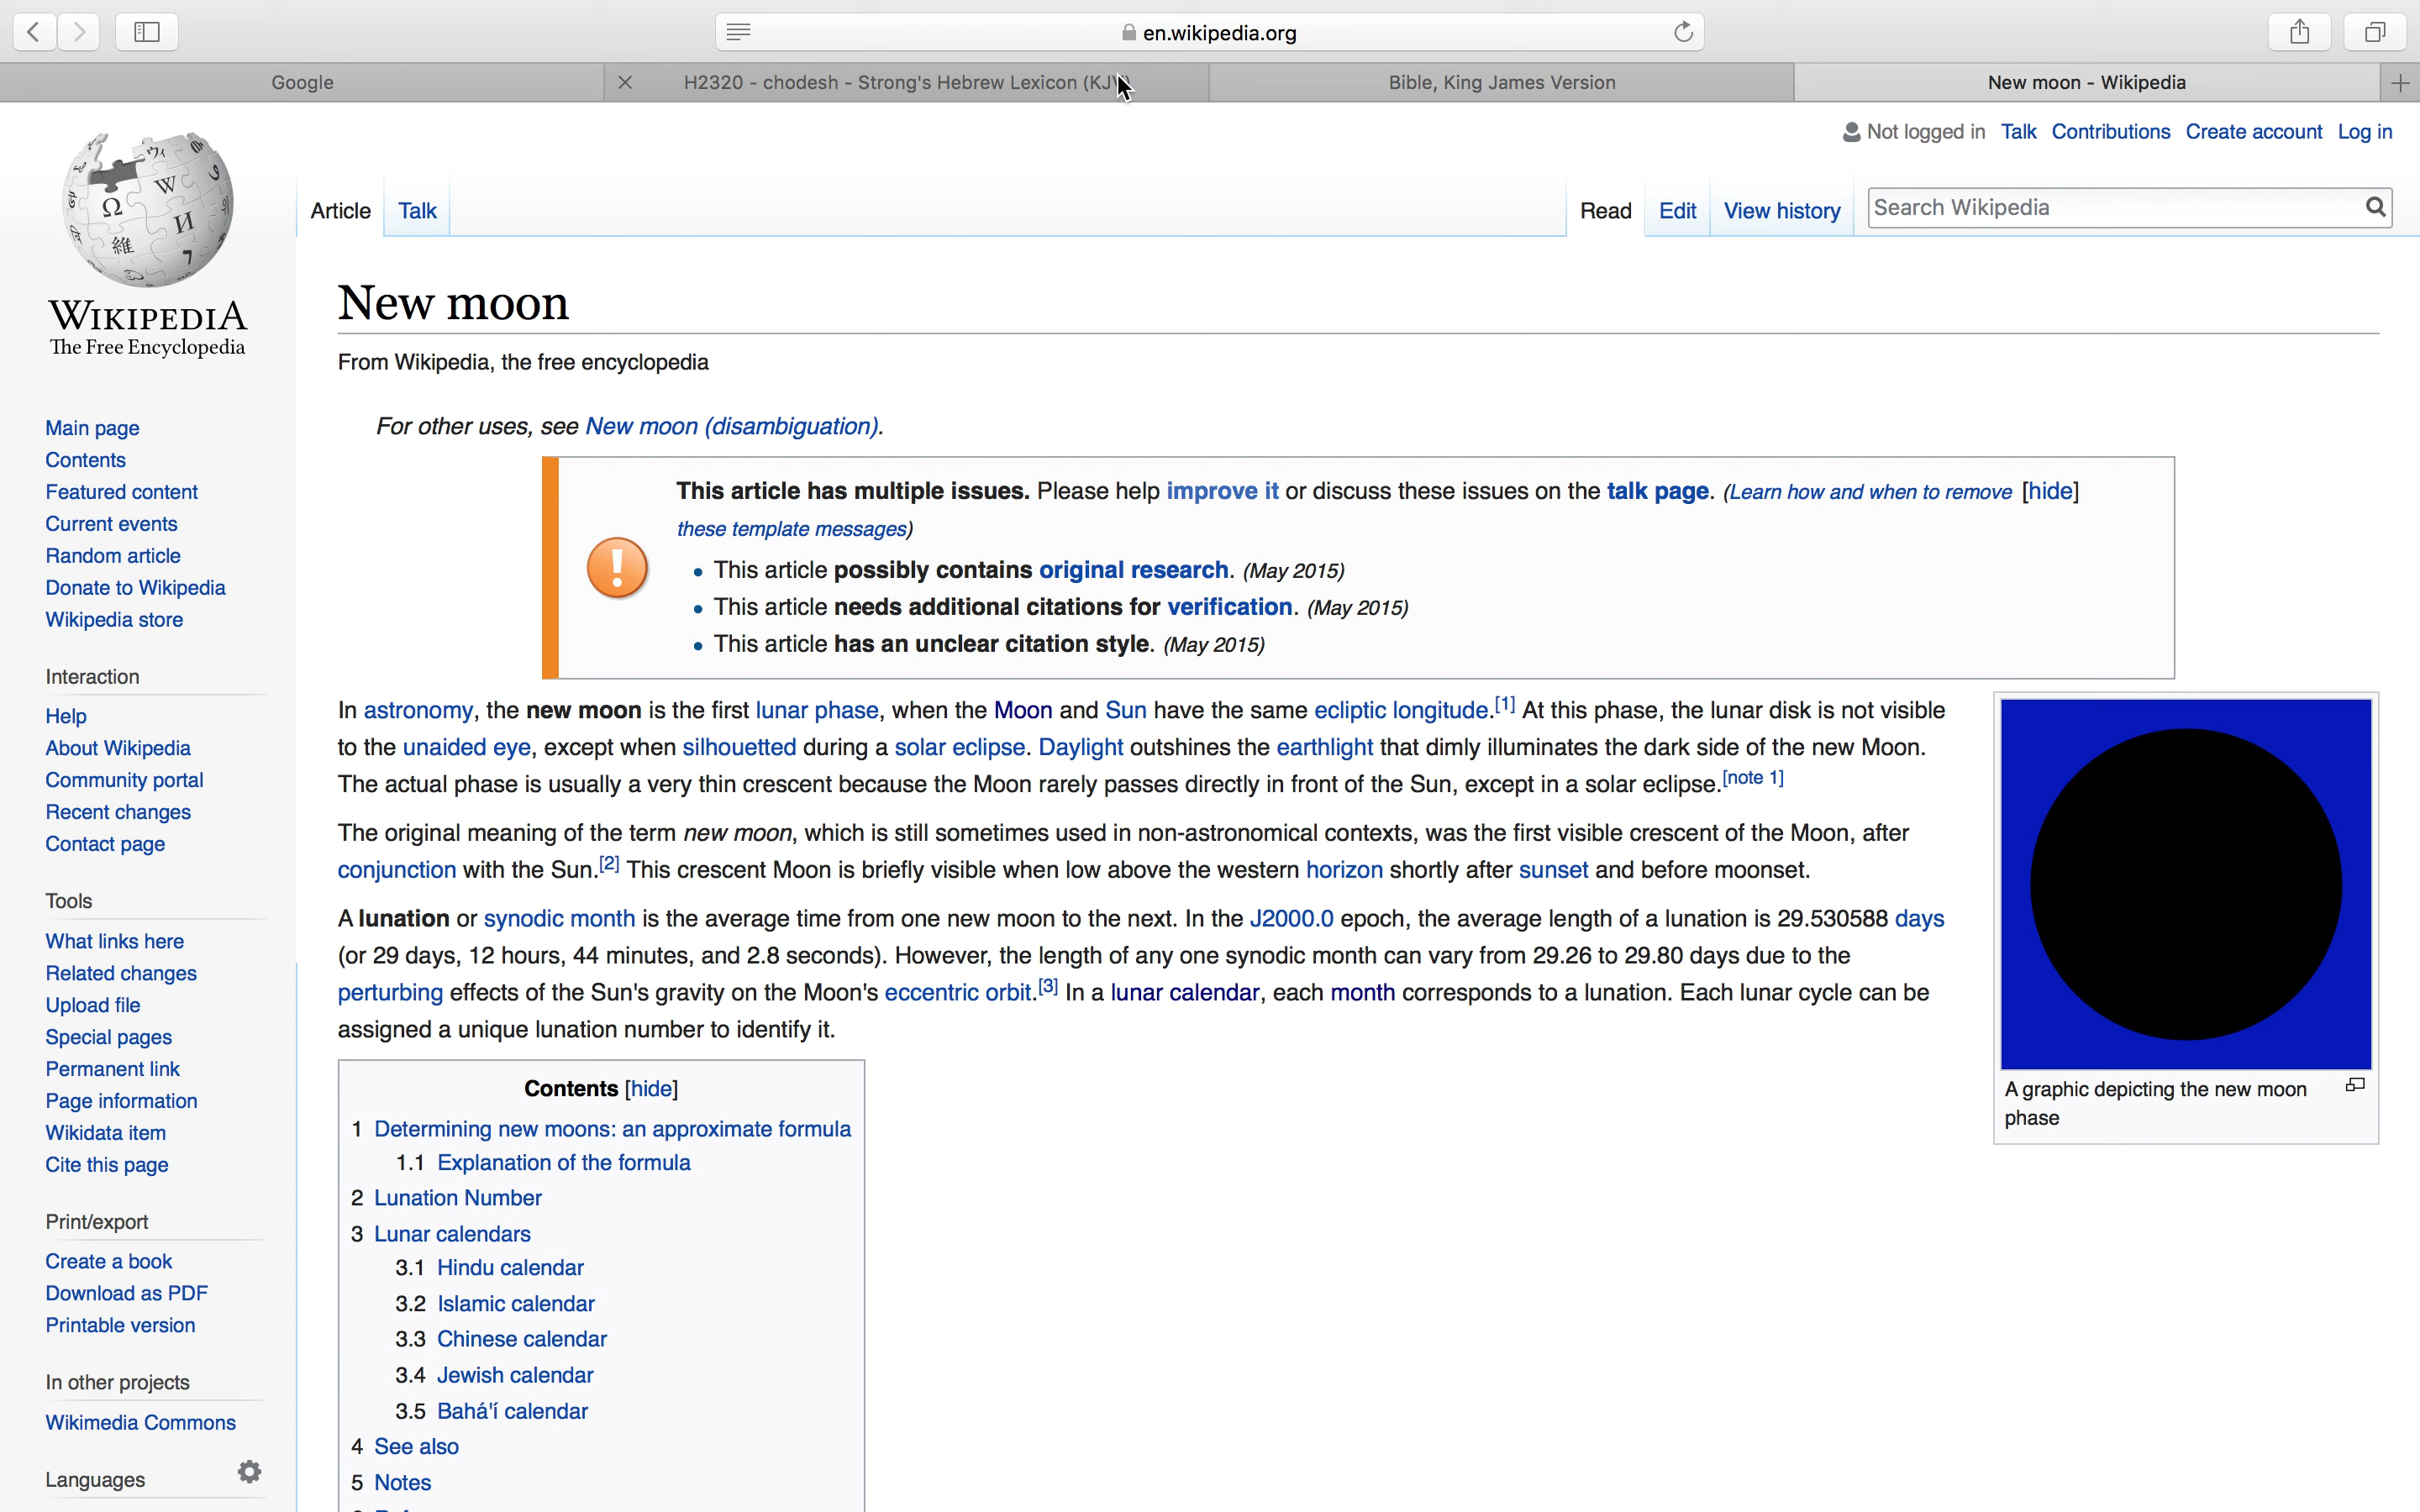 en.wikipedia.org
Google
H2320 - chodesh - Strong's Hebrew Lexicon (KJV)
Bible, King James Version
New moon - Wikipedia
Not logged in Talk Contributions Create account Log in
Article Talk
Read Edit View history
Search Wikipedia
WIKIPEDIA
The Free Encyclopedia
Main page
Contents
Featured content
Current events
Random article
Donate to Wikipedia
Wikipedia store
Interaction
Help
About Wikipedia
Community portal
Recent changes
Contact page
Tools
What links here
Related changes
Upload file
Special pages
Permanent link
Page information
Wikidata item
Cite this page
Print/export
Create a book
Download as PDF
Printable version
In other projects
Wikimedia Commons
Languages
New moon
From Wikipedia, the free encyclopedia
For other uses, see New moon (disambiguation).
This article has multiple issues. Please help improve it or discuss these issues on the talk page. (Learn how and when to remove [hide]
these template messages)
• This article possibly contains original research. (May 2015)
• This article needs additional citations for verification. (May 2015)
• This article has an unclear citation style. (May 2015)
In astronomy, the new moon is the first lunar phase, when the Moon and Sun have the same ecliptic longitude.[1] At this phase, the lunar disk is not visible
to the unaided eye, except when silhouetted during a solar eclipse. Daylight outshines the earthlight that dimly illuminates the dark side of the new Moon.
The actual phase is usually a very thin crescent because the Moon rarely passes directly in front of the Sun, except in a solar eclipse.[note 1]
The original meaning of the term new moon, which is still sometimes used in non-astronomical contexts, was the first visible crescent of the Moon, after
conjunction with the Sun.[2] This crescent Moon is briefly visible when low above the western horizon shortly after sunset and before moonset.
A lunation or synodic month is the average time from one new moon to the next. In the J2000.0 epoch, the average length of a lunation is 29.530588 days
(or 29 days, 12 hours, 44 minutes, and 2.8 seconds). However, the length of any one synodic month can vary from 29.26 to 29.80 days due to the
perturbing effects of the Sun's gravity on the Moon's eccentric orbit.[3] In a lunar calendar, each month corresponds to a lunation. Each lunar cycle can be
assigned a unique lunation number to identify it.
A graphic depicting the new moon
phase
Contents [hide]
1 Determining new moons: an approximate formula
1.1 Explanation of the formula
2 Lunation Number
3 Lunar calendars
3.1 Hindu calendar
3.2 Islamic calendar
3.3 Chinese calendar
3.4 Jewish calendar
3.5 Bahá'í calendar
4 See also
5 Notes